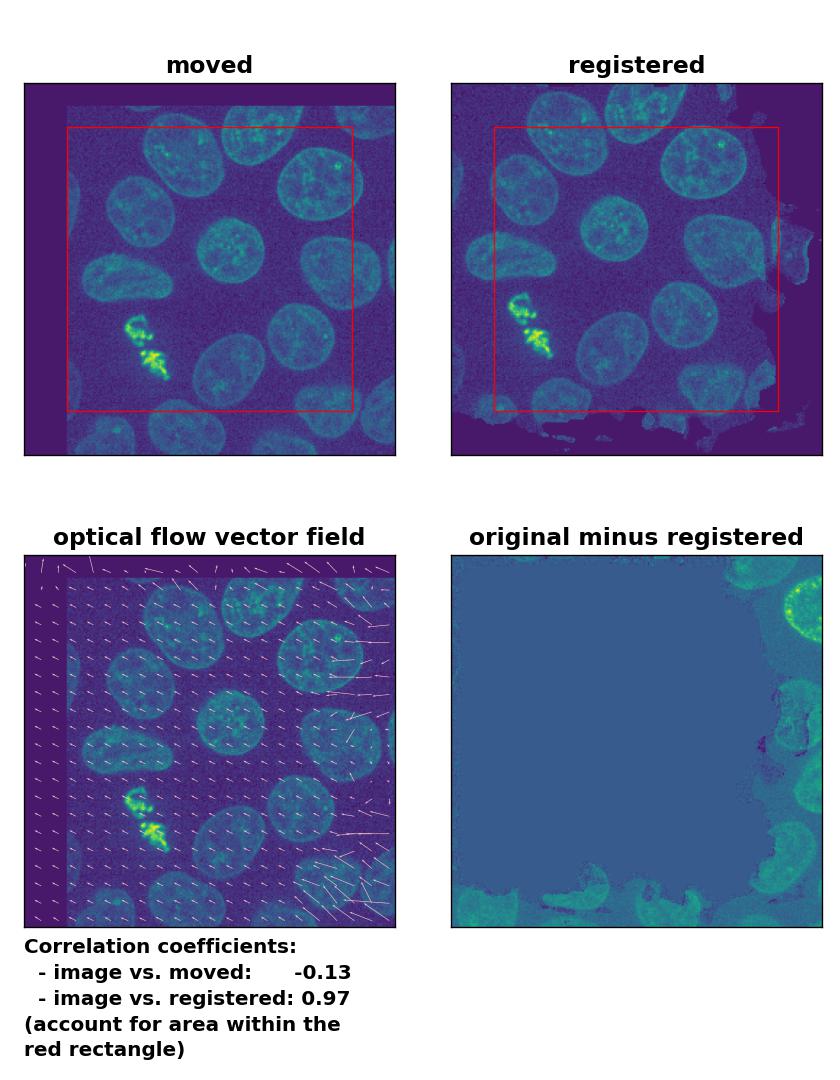 moved
registered
optical flow vector field
original minus registered
Correlation coefficients:
- image vs. moved: -0.13
- image vs. registered: 0.97
(account for area within the
red rectangle)